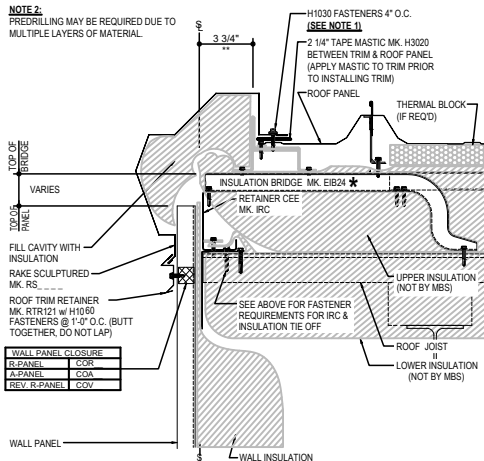 NOTE 2:
PREDRILLING MAY BE REQUIRED DUE TO
MULTIPLE LAYERS OF MATERIAL.
3 3/4"
**
H1030 FASTENERS 4" O.C.
(SEE NOTE 1)
2 1/4" TAPE MASTIC MK. H3020
BETWEEN TRIM & ROOF PANEL
(APPLY MASTIC TO TRIM PRIOR
TO INSTALLING TRIM)
ROOF PANEL
THERMAL BLOCK
(IF REQ'D)
TOP OF
BRIDGE
VARIES
TOP OF
PANEL
INSULATION BRIDGE MK. EIB24 *
RETAINER CEE
MK. IRC
FILL CAVITY WITH
INSULATION
RAKE SCULPTURED
MK. RS_ _ _ _
ROOF TRIM RETAINER
MK. RTR121 w/ H1060
FASTENERS @ 1'-0" O.C. (BUTT
TOGETHER, DO NOT LAP)
UPPER INSULATION
(NOT BY MBS)
SEE ABOVE FOR FASTENER
REQUIREMENTS FOR IRC &
INSULATION TIE OFF
ROOF JOIST
LOWER INSULATION
(NOT BY MBS)
WALL PANEL CLOSURE
R-PANEL COR_
A-PANEL COA_
REV. R-PANEL COV
WALL PANEL
WALL INSULATION